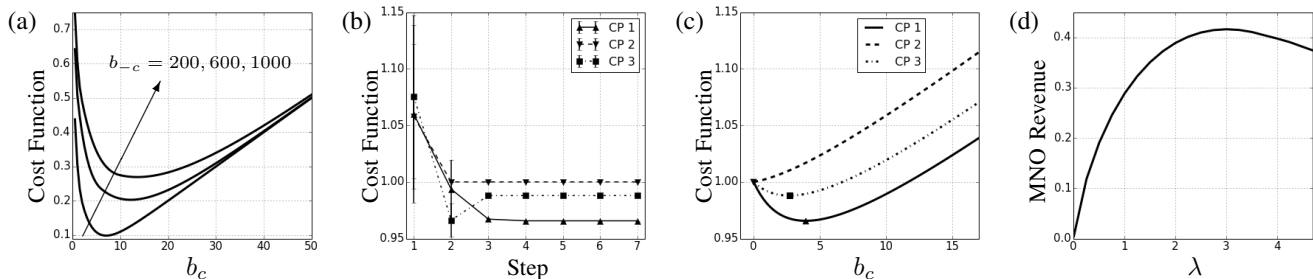 (a)
Cost Function
0.7
0.6
0.5
0.4
0.3
0.2
0.1
b₋c = 200, 600, 1000
0 10 20 30 40 50
b_c
(b)
Cost Function
1.15
1.10
1.05
1.00
0.95
CP 1
CP 2
CP 3
1 2 3 4 5 6 7
Step
(c)
Cost Function
1.15
1.10
1.05
1.00
0.95
CP 1
CP 2
CP 3
0 5 10 15
b_c
(d)
MNO Revenue
0.4
0.3
0.2
0.1
0
0 1 2 3 4
λ